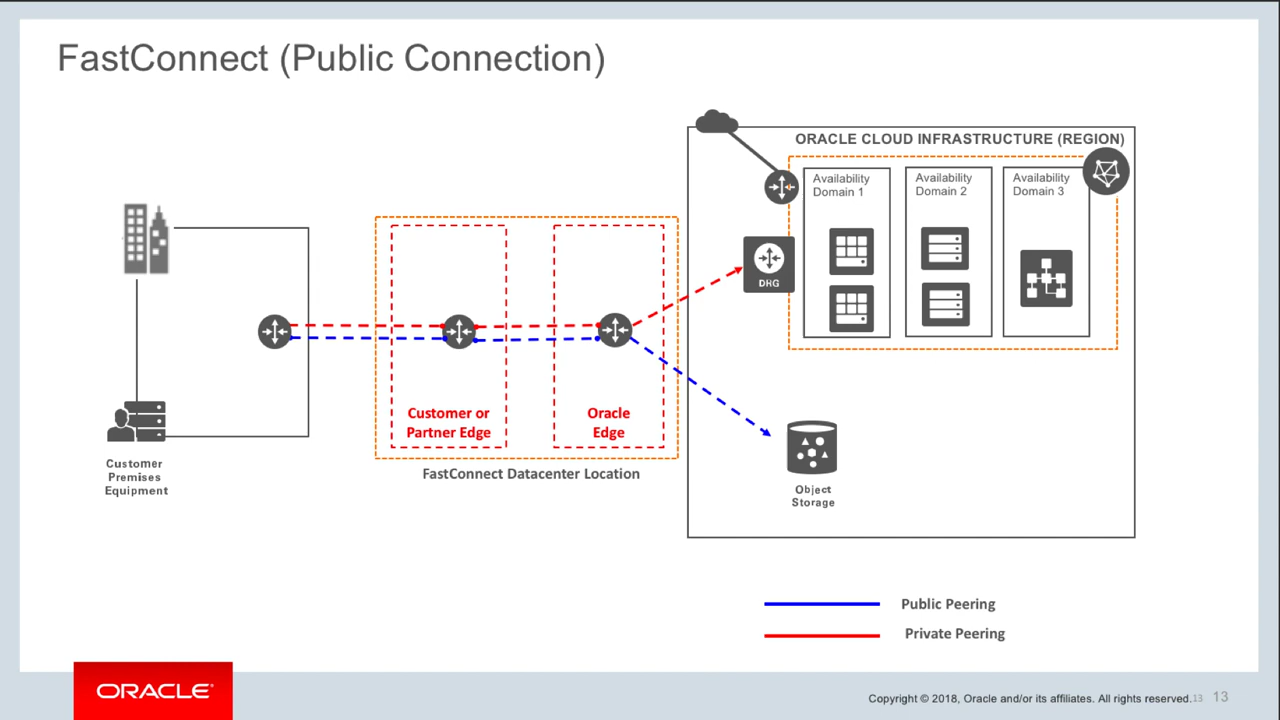 FastConnect (Public Connection)
ORACLE CLOUD INFRASTRUCTURE (REGION)
Availability
Domain 1
Availability
Domain 2
Availability
Domain 3
DRG
Customer or
Partner Edge
Oracle
Edge
FastConnect Datacenter Location
Customer
Premises
Equipment
Object
Storage
Public Peering
Private Peering
ORACLE®
Copyright © 2018, Oracle and/or its affiliates. All rights reserved.13
13